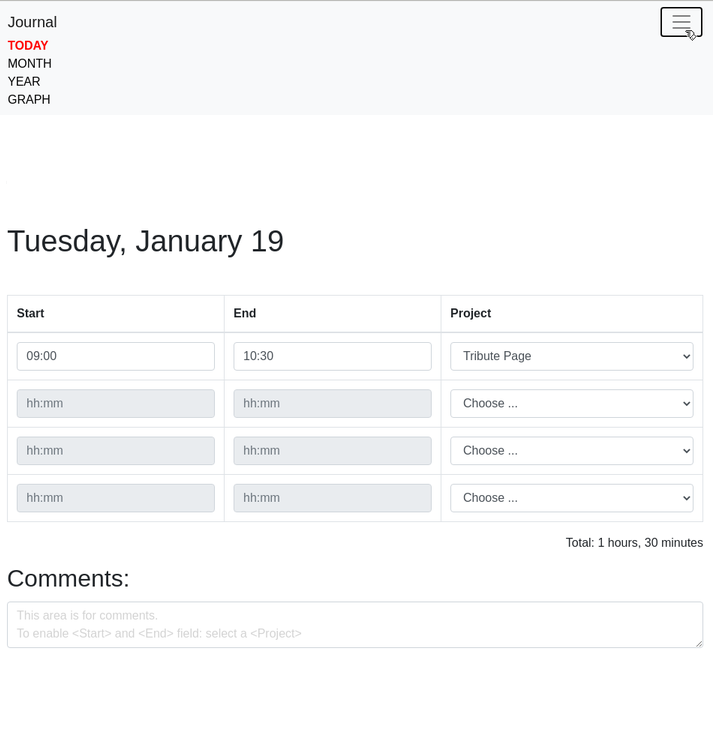 Journal
TODAY
MONTH
YEAR
GRAPH
Tuesday, January 19
Start End Project
09:00 10:30 Tribute Page
hh:mm hh:mm Choose ...
hh:mm hh:mm Choose ...
hh:mm hh:mm Choose ...
Total: 1 hours, 30 minutes
Comments:
This area is for comments.
To enable <Start> and <End> field: select a <Project>